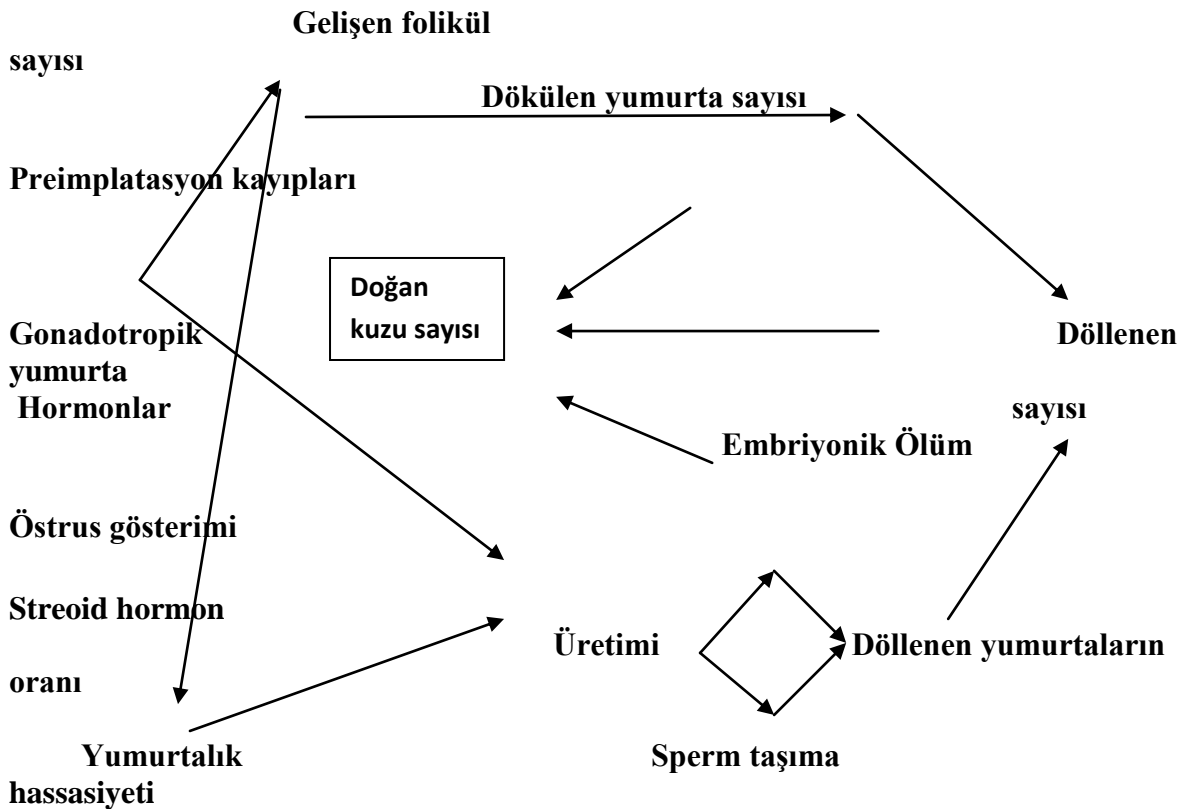 Gelişen folikül
sayısı
Dökülen yumurta sayısı
Preimplatasyon kayıpları
Doğan
kuzu sayısı
Gonadotropik Döllenen
yumurta
Hormonlar sayısı
Embriyonik Ölüm
Östrus gösterimi
Streoid hormon
Üretimi Döllenen yumurtaların
oranı
Yumurtalık Sperm taşıma
hassasiyeti